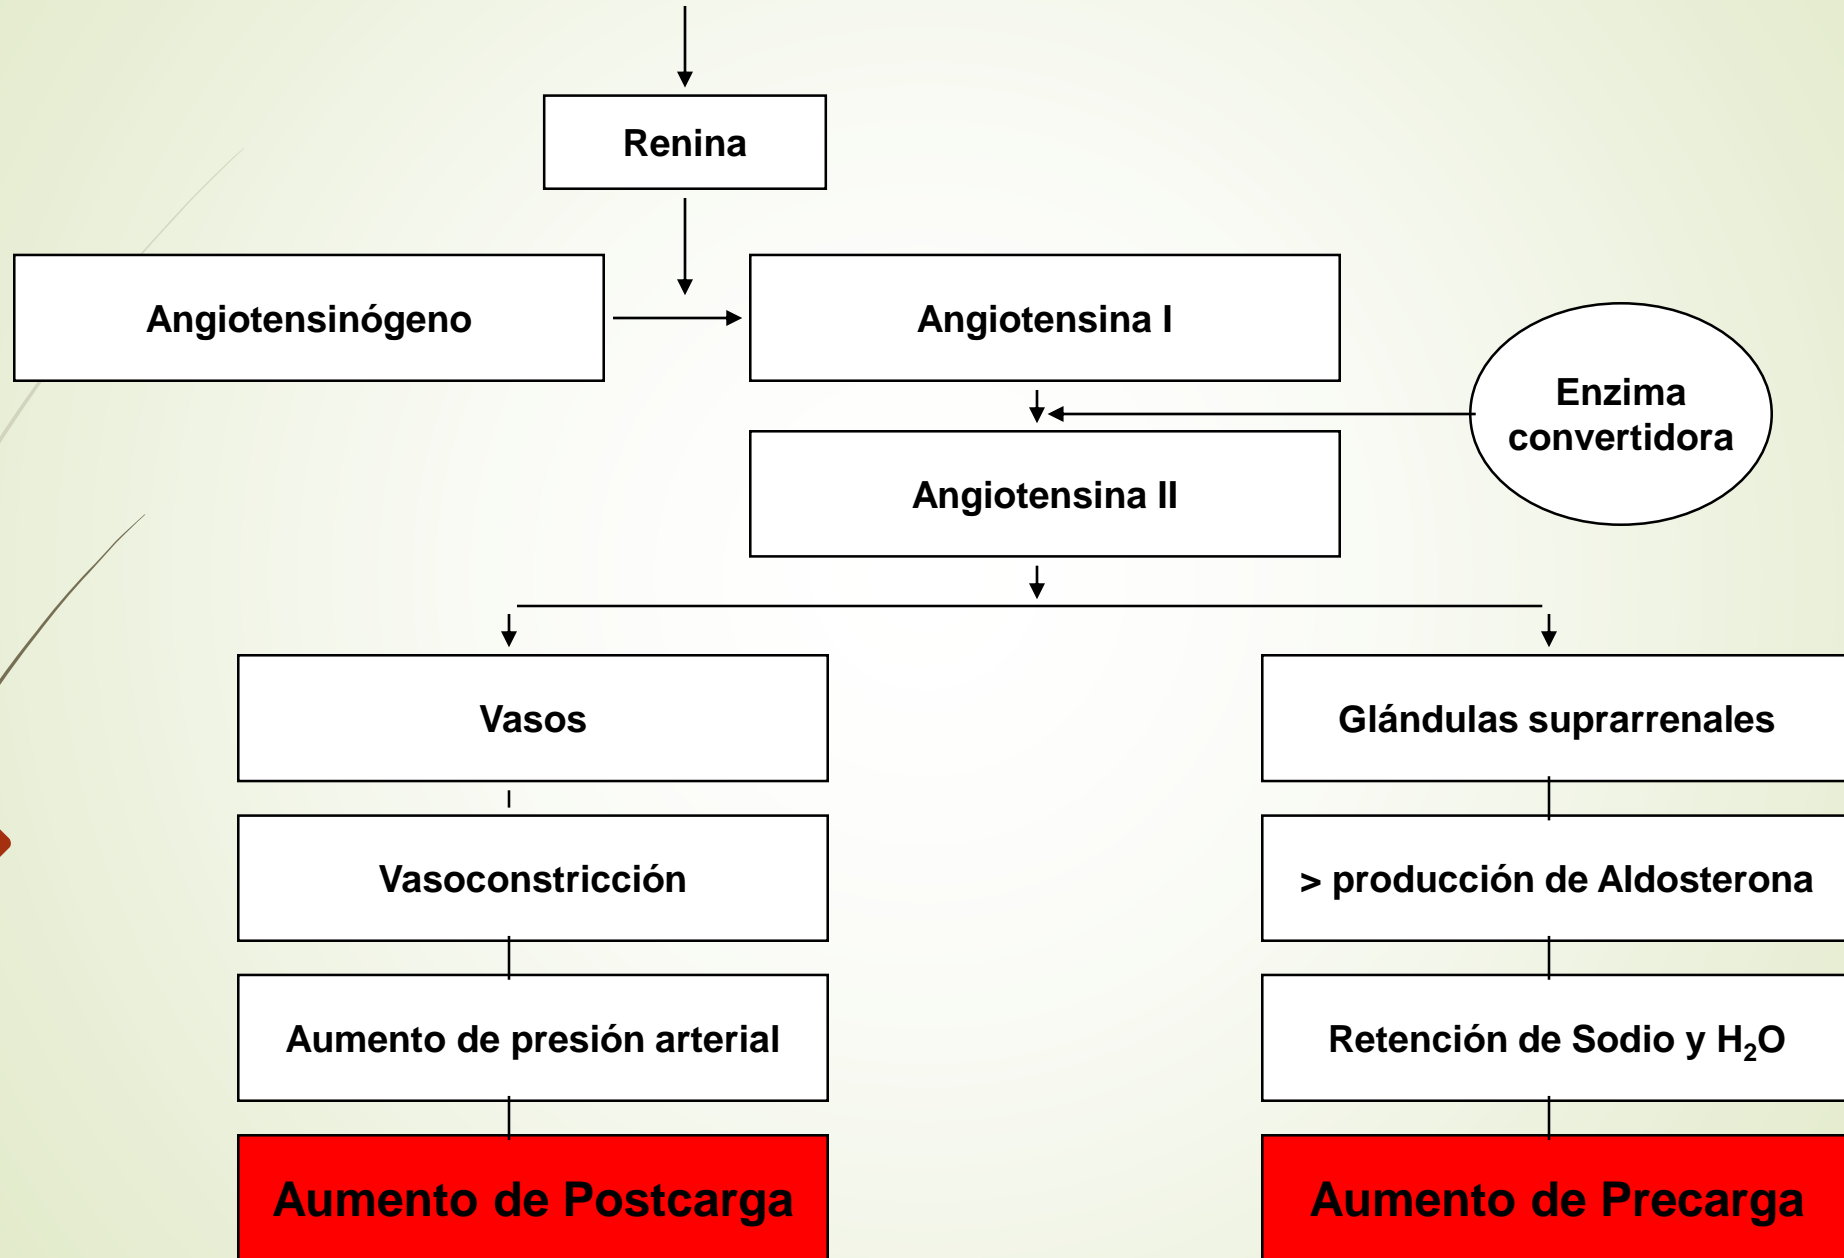 Renina
Angiotensinógeno
Angiotensina I
Enzima
convertidora
Angiotensina II
Vasos
Glándulas suprarrenales
Vasoconstricción
> producción de Aldosterona
Aumento de presión arterial
Retención de Sodio y H₂O
Aumento de Postcarga
Aumento de Precarga